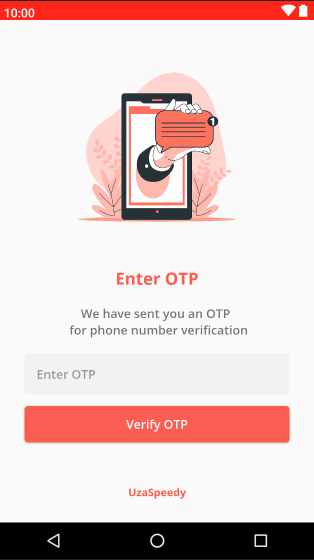 10:00
1
Enter OTP
We have sent you an OTP
for phone number verification
Enter OTP
Verify OTP
UzaSpeedy